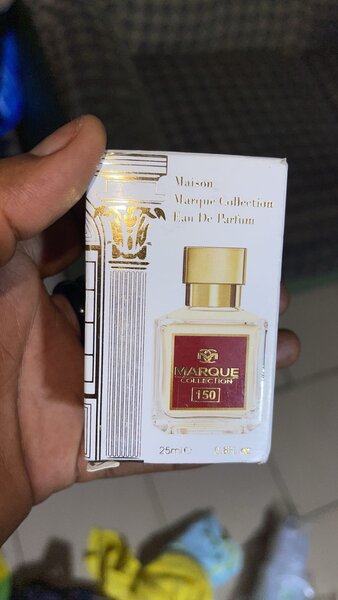 Maison
Marque Collection
Eau De Parfum
MARQUE
COLLECTION
150
25ml℮ 0.8fl. oz